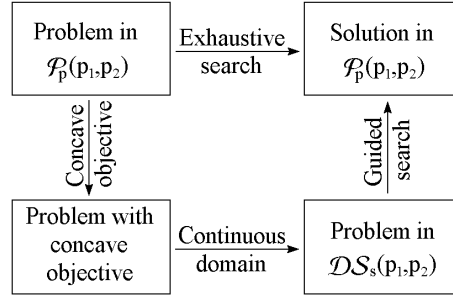 Problem in
𝒫ₚ(p₁,p₂)
Exhaustive
search
Solution in
𝒫ₚ(p₁,p₂)
Concave
objective
Guided
search
Problem with
concave
objective
Continuous
domain
Problem in
𝒟𝒮ₛ(p₁,p₂)